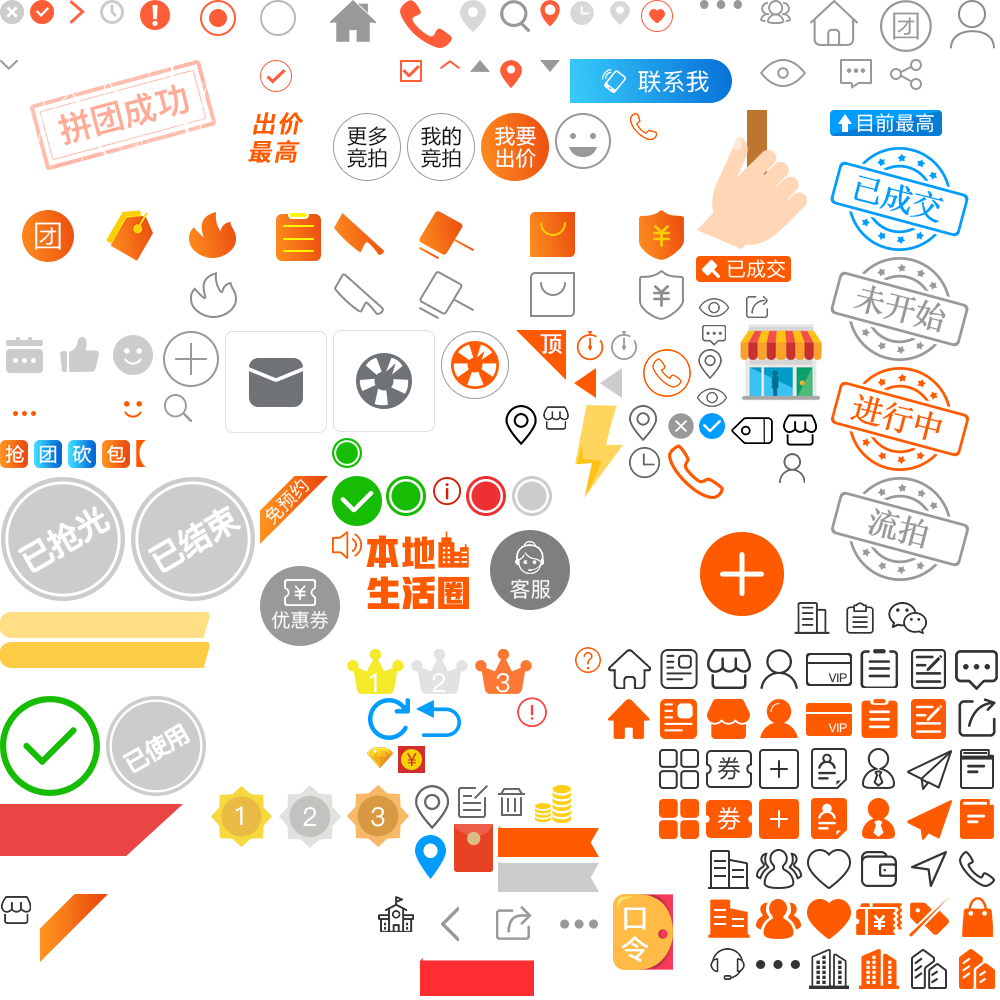 团
联系我
拼团成功
出价
最高
更多
竞拍
我的
竞拍
我要
出价
目前最高
已成交
团
¥
已成交
¥
未开始
顶
进行中
抢
团
砍
包
已抢光
已结束
免预约
流拍
本地
生活圈
客服
¥
优惠券
?
1
2
3
VIP
VIP
已使用
¥
券
1
2
3
券
口
令
¥